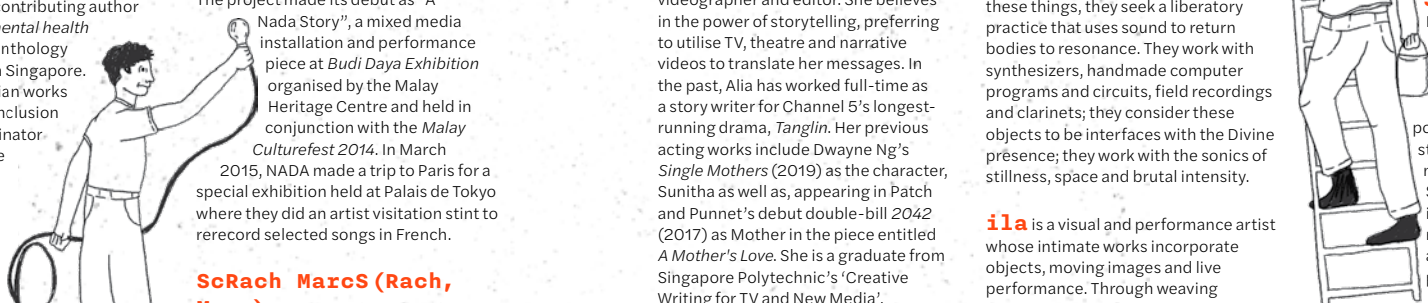 contributing author
ental health
nthology
Singapore.
ian works
nclusion
inator
e
The project made its debut as "A
Nada Story", a mixed media
installation and performance
piece at Budi Daya Exhibition
organised by the Malay
Heritage Centre and held in
conjunction with the Malay
Culturefest 2014. In March
2015, NADA made a trip to Paris for a
special exhibition held at Palais de Tokyo
where they did an artist visitation stint to
rerecord selected songs in French.
ScRach MarcS (Rach,
videographer and editor. She believes
in the power of storytelling, preferring
to utilise TV, theatre and narrative
videos to translate her messages. In
the past, Alia has worked full-time as
a story writer for Channel 5's longest-
running drama, Tanglin. Her previous
acting works include Dwayne Ng's
Single Mothers (2019) as the character,
Sunitha as well as, appearing in Patch
and Punnet's debut double-bill 2042
(2017) as Mother in the piece entitled
A Mother's Love. She is a graduate from
Singapore Polytechnic's 'Creative
Writing for TV and New Media'.
these things, they seek a liberatory
practice that uses sound to return
bodies to resonance. They work with
synthesizers, handmade computer
programs and circuits, field recordings
and clarinets; they consider these
objects to be interfaces with the Divine
presence; they work with the sonics of
stillness, space and brutal intensity.
ila is a visual and performance artist
whose intimate works incorporate
objects, moving images and live
performance. Through weaving
po
st